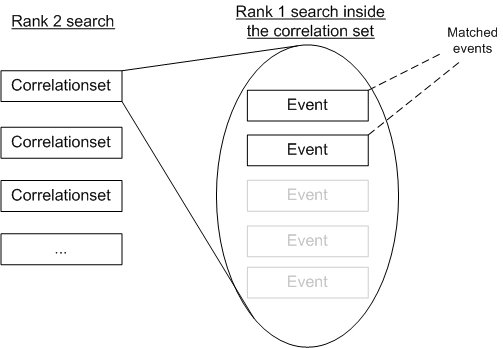 Rank 2 search
Rank 1 search inside
the correlation set
Matched
events
Correlationset
Correlationset
Correlationset
...
Event
Event
Event
Event
Event